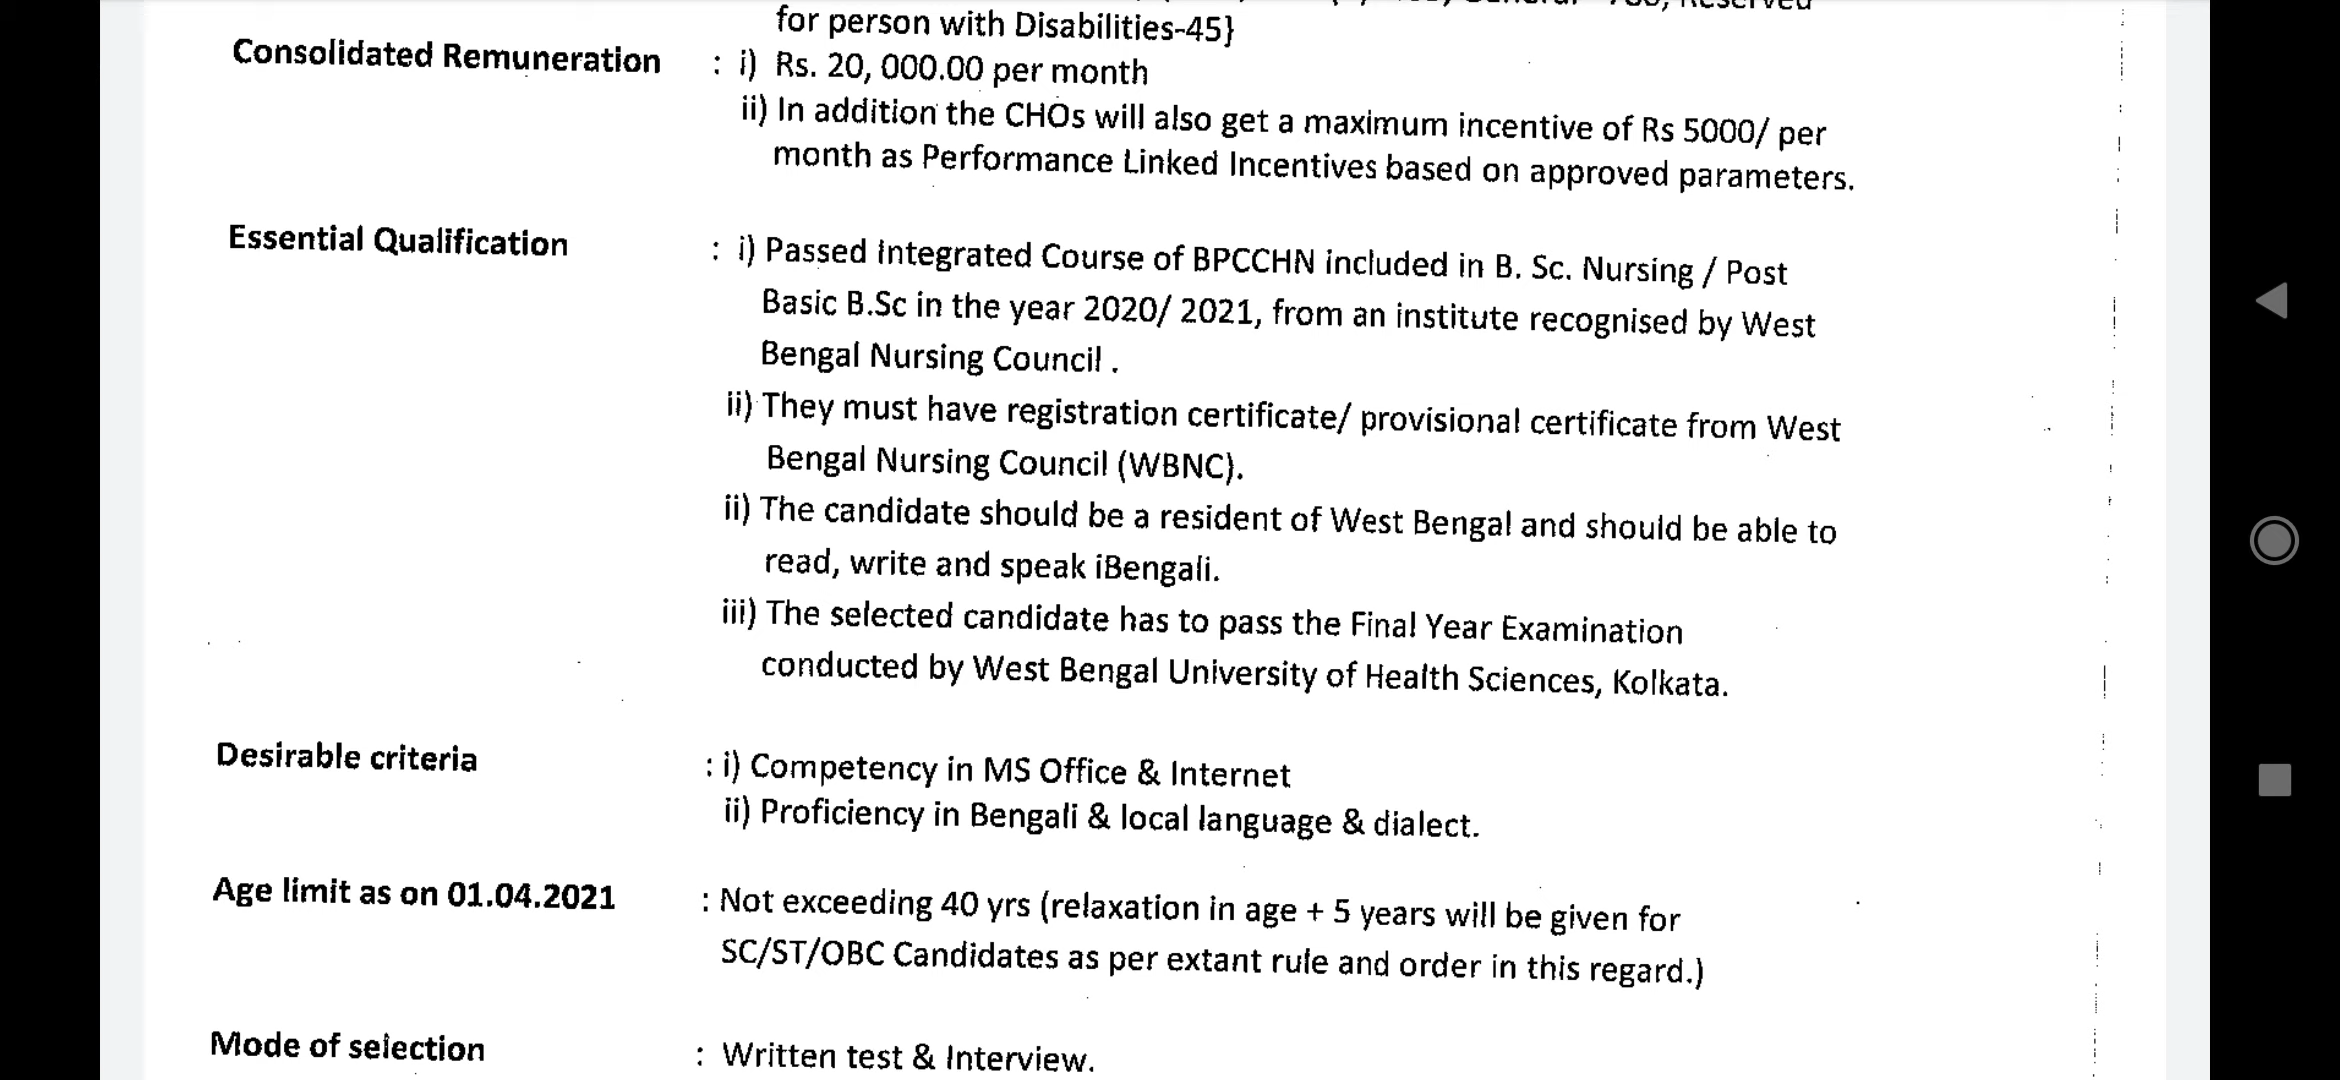 for person with Disabilities-45}
Consolidated Remuneration : i) Rs. 20, 000.00 per month
ii) In addition the CHOs will also get a maximum incentive of Rs 5000/ per
month as Performance Linked Incentives based on approved parameters.
Essential Qualification : i) Passed Integrated Course of BPCCHN included in B. Sc. Nursing / Post
Basic B.Sc in the year 2020/ 2021, from an institute recognised by West
Bengal Nursing Council .
ii) They must have registration certificate/ provisional certificate from West
Bengal Nursing Council (WBNC).
ii) The candidate should be a resident of West Bengal and should be able to
read, write and speak iBengali.
iii) The selected candidate has to pass the Final Year Examination
conducted by West Bengal University of Health Sciences, Kolkata.
Desirable criteria : i) Competency in MS Office & Internet
ii) Proficiency in Bengali & local language & dialect.
Age limit as on 01.04.2021 : Not exceeding 40 yrs (relaxation in age + 5 years will be given for
SC/ST/OBC Candidates as per extant rule and order in this regard.)
Mode of selection : Written test & Interview.